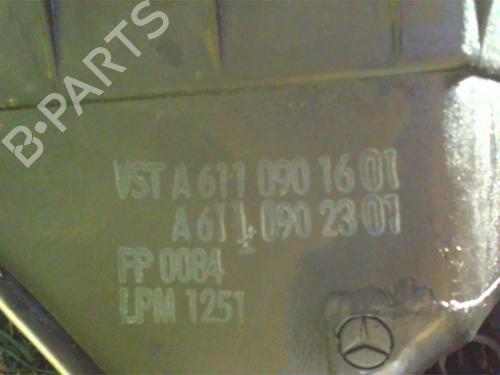 B-PARTS
VST A 611 090 16 01
A 611 090 23 01
FP 0084
LPM 1251